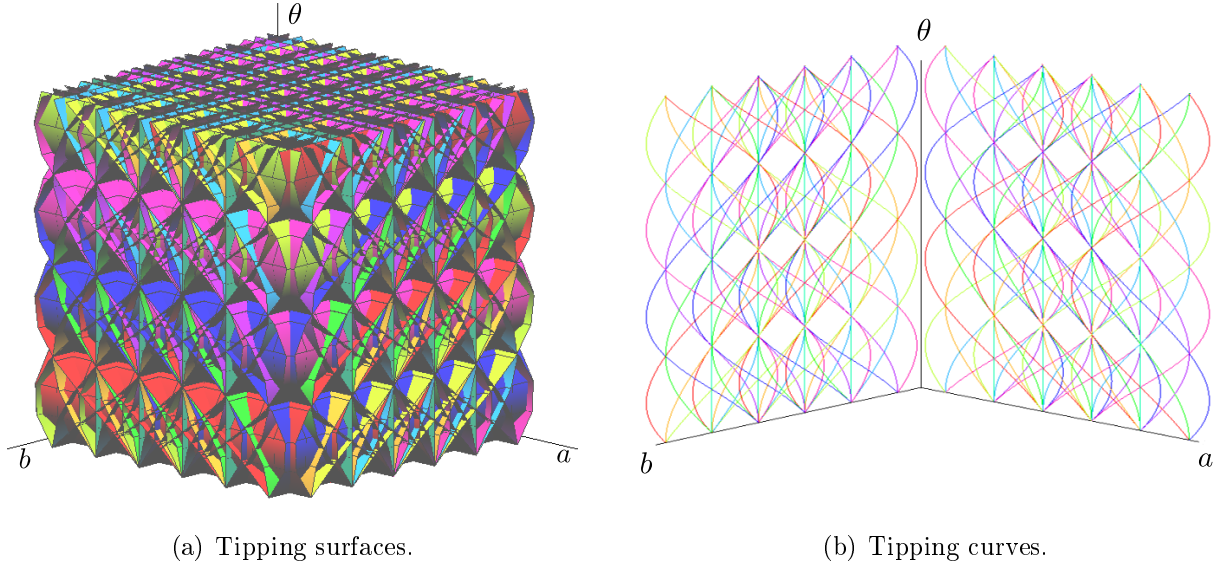 θ
θ
b
a
b
a
(a) Tipping surfaces.
(b) Tipping curves.